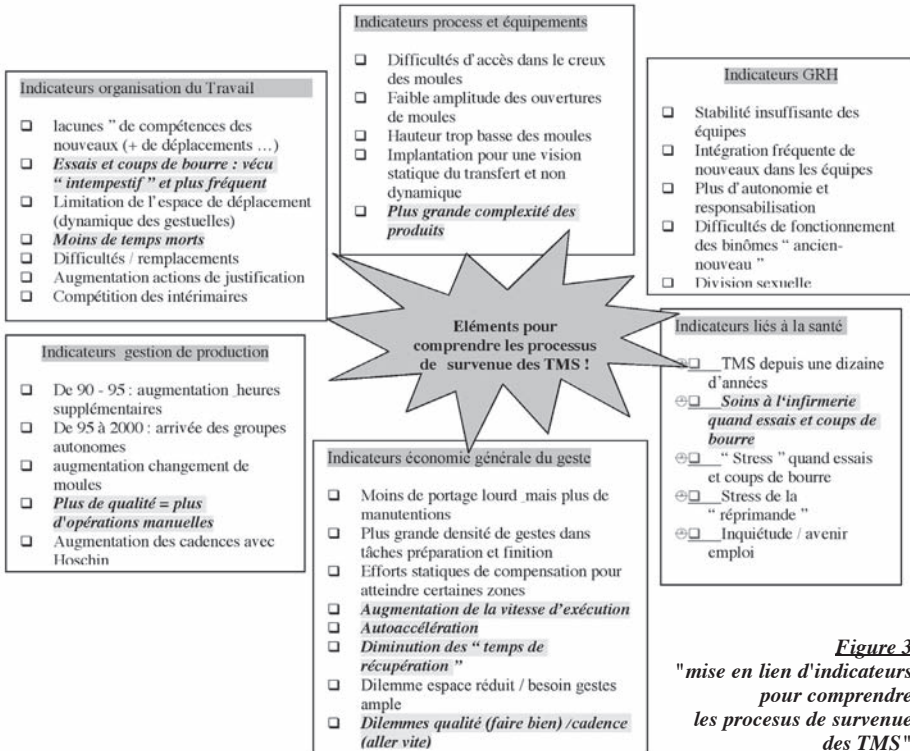 Indicateurs process et équipements
❑ Difficultés d'accès dans le creux
des moules
❑ Faible amplitude des ouvertures
de moules
❑ Hauteur trop basse des moules
❑ Implantation pour une vision
statique du transfert et non
dynamique
❑ Plus grande complexité des
produits
Indicateurs organisation du Travail
❑ lacunes ” de compétences des
nouveaux (+ de déplacements …)
❑ Essais et coups de bourre : vécu
“ intempestif ” et plus fréquent
❑ Limitation de l'espace de déplacement
(dynamique des gestuelles)
❑ Moins de temps morts
❑ Difficultés / remplacements
❑ Augmentation actions de justification
❑ Compétition des intérimaires
Indicateurs GRH
❑ Stabilité insuffisante des
équipes
❑ Intégration fréquente de
nouveaux dans les équipes
❑ Plus d'autonomie et
responsabilisation
❑ Difficultés de fonctionnement
des binômes “ ancien-
nouveau ”
❑ Division sexuelle
Eléments pour
comprendre les processus
de survenue des TMS !
Indicateurs gestion de production
❑ De 90 - 95 : augmentation heures
supplémentaires
❑ De 95 à 2000 : arrivée des groupes
autonomes
❑ augmentation changement de
moules
❑ Plus de qualité = plus
d'opérations manuelles
❑ Augmentation des cadences avec
Hoschin
Indicateurs liés à la santé
❑ TMS depuis une dizaine
d'années
❑ Soins à l'infirmerie
quand essais et coups de
bourre
❑ “ Stress ” quand essais
et coups de bourre
❑ Stress de la
“ réprimande ”
❑ Inquiétude / avenir
emploi
Indicateurs économie générale du geste
❑ Moins de portage lourd mais plus de
manutentions
❑ Plus grande densité de gestes dans
tâches préparation et finition
❑ Efforts statiques de compensation pour
atteindre certaines zones
❑ Augmentation de la vitesse d'exécution
❑ Autoaccélération
❑ Diminution des “ temps de
récupération ”
❑ Dilemme espace réduit / besoin gestes
ample
❑ Dilemmes qualité (faire bien) /cadence
(aller vite)
Figure 3
"mise en lien d'indicateurs
pour comprendre
les procesus de survenue
des TMS"